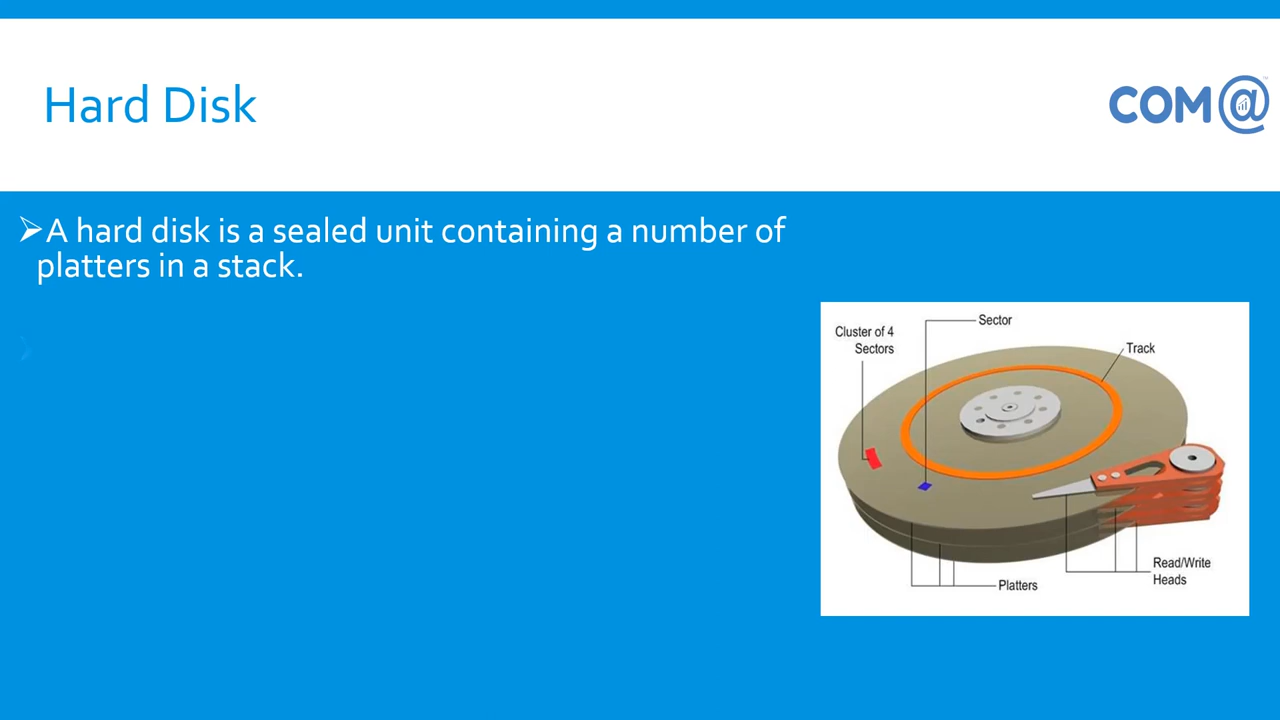 Hard Disk
COM@
➢A hard disk is a sealed unit containing a number of
platters in a stack.
Sector
Cluster of 4
Sectors
Track
Read/Write
Heads
Platters